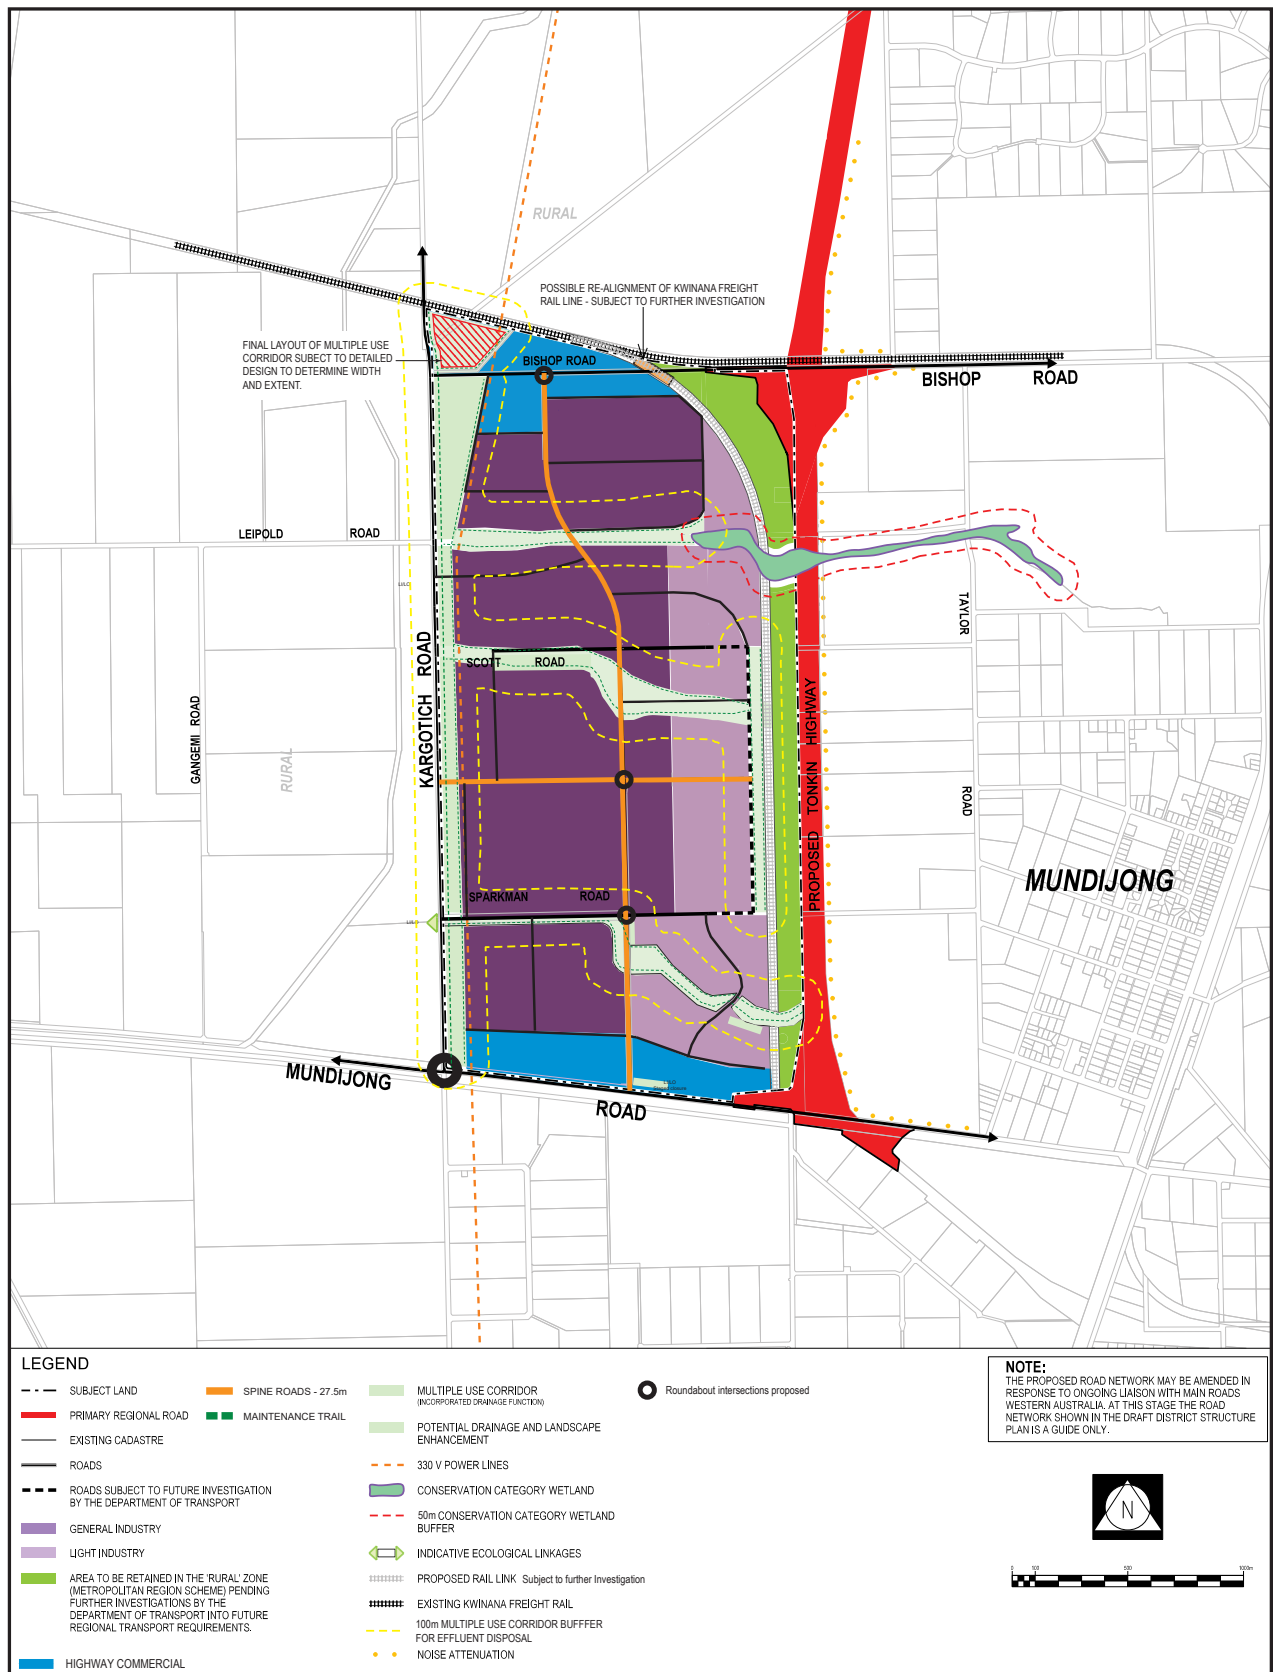 RURAL
POSSIBLE RE-ALIGNMENT OF KWINANA FREIGHT
RAIL LINE - SUBJECT TO FURTHER INVESTIGATION
FINAL LAYOUT OF MULTIPLE USE
CORRIDOR SUBECT TO DETAILED
DESIGN TO DETERMINE WIDTH
AND EXTENT.
BISHOP ROAD
BISHOP ROAD
LEIPOLD ROAD
TAYLOR
ROAD
KARGOTICH ROAD
SCOTT ROAD
GANGEMI ROAD
RURAL
PROPOSED TONKIN HIGHWAY
MUNDIJONG
SPARKMAN ROAD
MUNDIJONG
ROAD
LEGEND
SUBJECT LAND
PRIMARY REGIONAL ROAD
EXISTING CADASTRE
ROADS
ROADS SUBJECT TO FUTURE INVESTIGATION
BY THE DEPARTMENT OF TRANSPORT
GENERAL INDUSTRY
LIGHT INDUSTRY
AREA TO BE RETAINED IN THE 'RURAL' ZONE
(METROPOLITAN REGION SCHEME) PENDING
FURTHER INVESTIGATIONS BY THE
DEPARTMENT OF TRANSPORT INTO FUTURE
REGIONAL TRANSPORT REQUIREMENTS.
HIGHWAY COMMERCIAL
SPINE ROADS - 27.5m
MAINTENANCE TRAIL
MULTIPLE USE CORRIDOR
(INCORPORATED DRAINAGE FUNCTION)
POTENTIAL DRAINAGE AND LANDSCAPE
ENHANCEMENT
330 V POWER LINES
CONSERVATION CATEGORY WETLAND
50m CONSERVATION CATEGORY WETLAND
BUFFER
INDICATIVE ECOLOGICAL LINKAGES
PROPOSED RAIL LINK Subject to further Investigation
EXISTING KWINANA FREIGHT RAIL
100m MULTIPLE USE CORRIDOR BUFFFER
FOR EFFLUENT DISPOSAL
NOISE ATTENUATION
Roundabout intersections proposed
NOTE:
THE PROPOSED ROAD NETWORK MAY BE AMENDED IN
RESPONSE TO ONGOING LIAISON WITH MAIN ROADS
WESTERN AUSTRALIA. AT THIS STAGE THE ROAD
NETWORK SHOWN IN THE DRAFT DISTRICT STRUCTURE
PLAN IS A GUIDE ONLY.
N
0 100 500 1000m